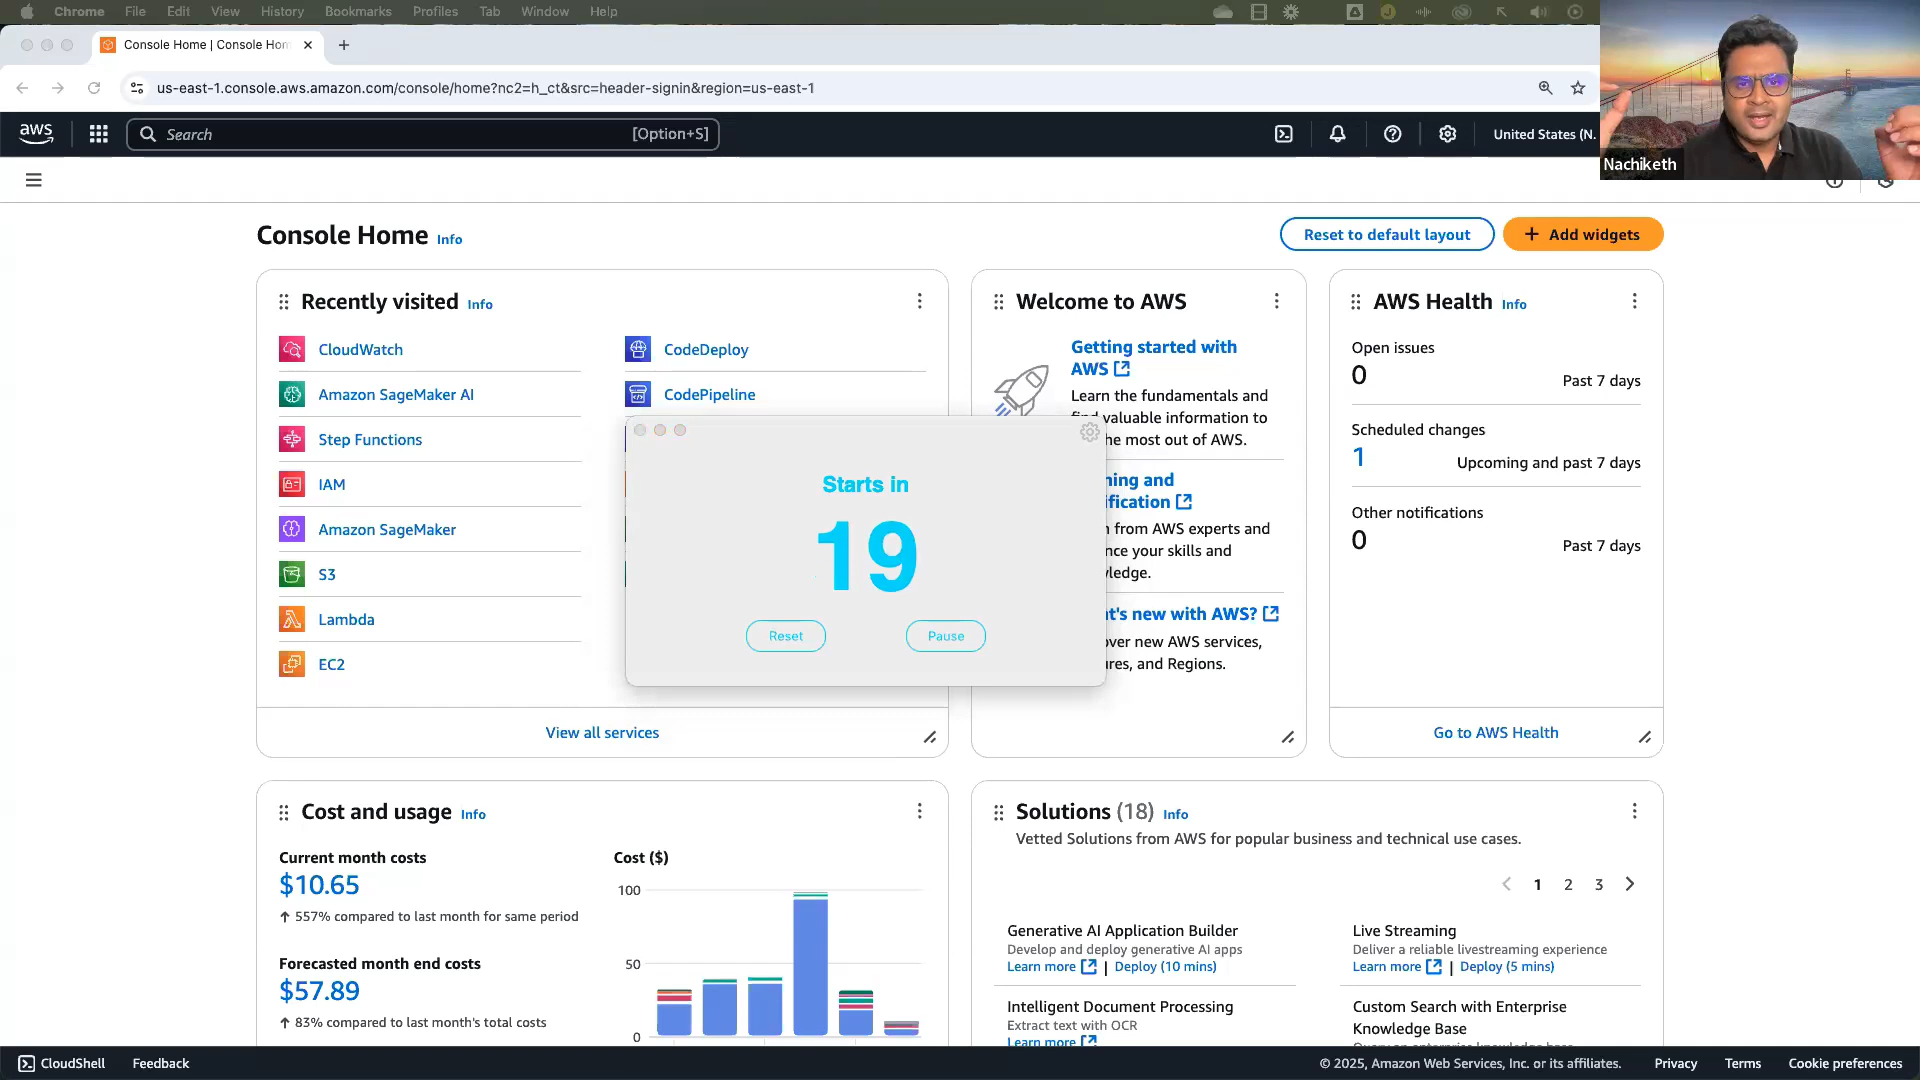 Chrome File Edit View History Bookmarks Profiles Tab Window Help
Console Home | Console Hom
us-east-1.console.aws.amazon.com/console/home?nc2=h_ct&src=header-signin&region=us-east-1
aws
Search
[Option+S]
United States (N.
Nachiketh
Console Home Info
Reset to default layout
Add widgets
Recently visited Info
CloudWatch
Amazon SageMaker AI
Step Functions
IAM
Amazon SageMaker
S3
Lambda
EC2
CodeDeploy
CodePipeline
View all services
Starts in
19
Reset
Pause
Welcome to AWS
Getting started with
AWS
Learn the fundamentals and
valuable information to
he most out of AWS.
ning and
ification
from AWS experts and
nce your skills and
ledge.
t's new with AWS?
over new AWS services,
ures, and Regions.
AWS Health Info
Open issues
0
Past 7 days
Scheduled changes
1
Upcoming and past 7 days
Other notifications
0
Past 7 days
Go to AWS Health
Cost and usage Info
Current month costs
$10.65
557% compared to last month for same period
Forecasted month end costs
$57.89
83% compared to last month's total costs
Cost ($)
100
50
0
Solutions (18) Info
Vetted Solutions from AWS for popular business and technical use cases.
1 2 3
Generative AI Application Builder
Develop and deploy generative AI apps
Learn more | Deploy (10 mins)
Intelligent Document Processing
Extract text with OCR
Learn more
Live Streaming
Deliver a reliable livestreaming experience
Learn more | Deploy (5 mins)
Custom Search with Enterprise
Knowledge Base
CloudShell
Feedback
© 2025, Amazon Web Services, Inc. or its affiliates.
Privacy
Terms
Cookie preferences